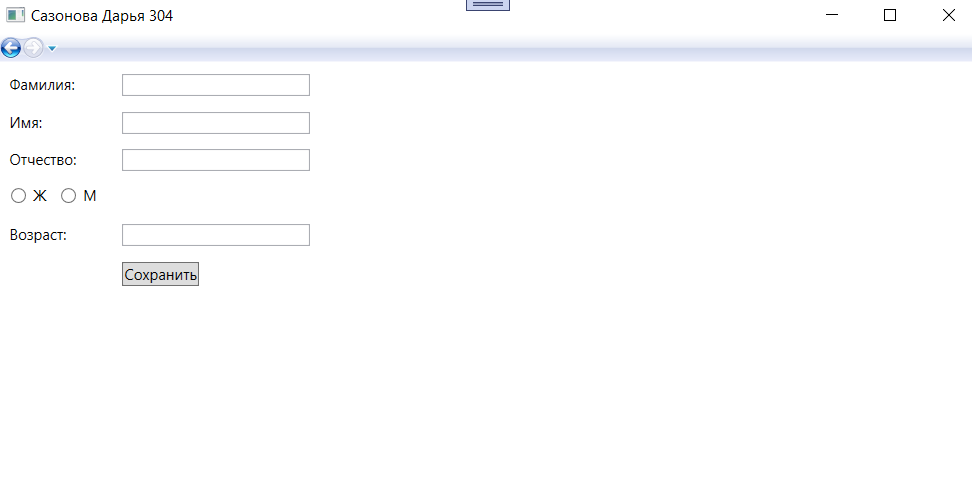 Сазонова Дарья 304
Фамилия:
Имя:
Отчество:
Ж М
Возраст:
Сохранить